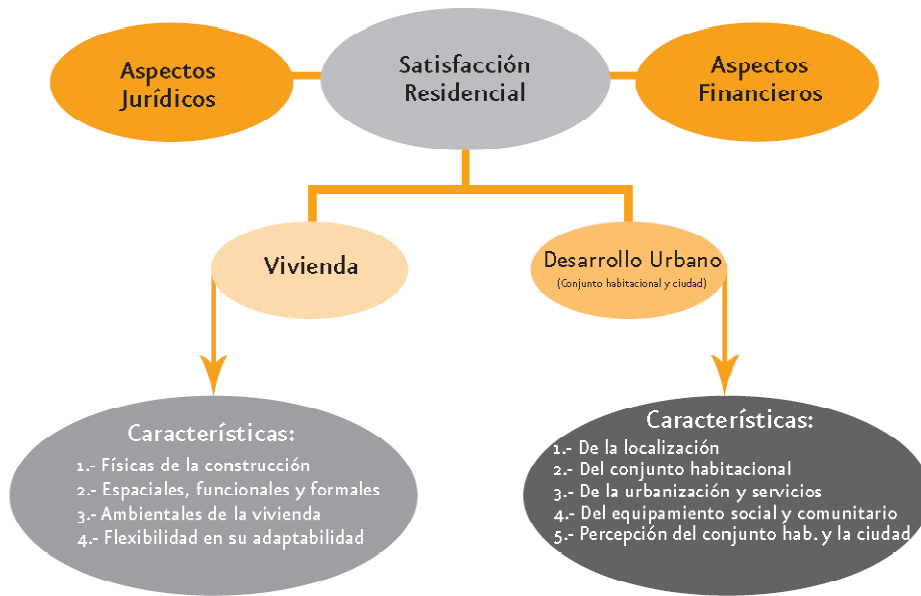 Aspectos
Jurídicos
Satisfacción
Residencial
Aspectos
Financieros
Vivienda
Desarrollo Urbano
(Conjunto habitacional y ciudad)
Características:
1.- Físicas de la construcción
2.- Espaciales, funcionales y formales
3.- Ambientales de la vivienda
4.- Flexibilidad en su adaptabilidad
Características:
1.- De la localización
2.- Del conjunto habitacional
3.- De la urbanización y servicios
4.- Del equipamiento social y comunitario
5.- Percepción del conjunto hab. y la ciudad